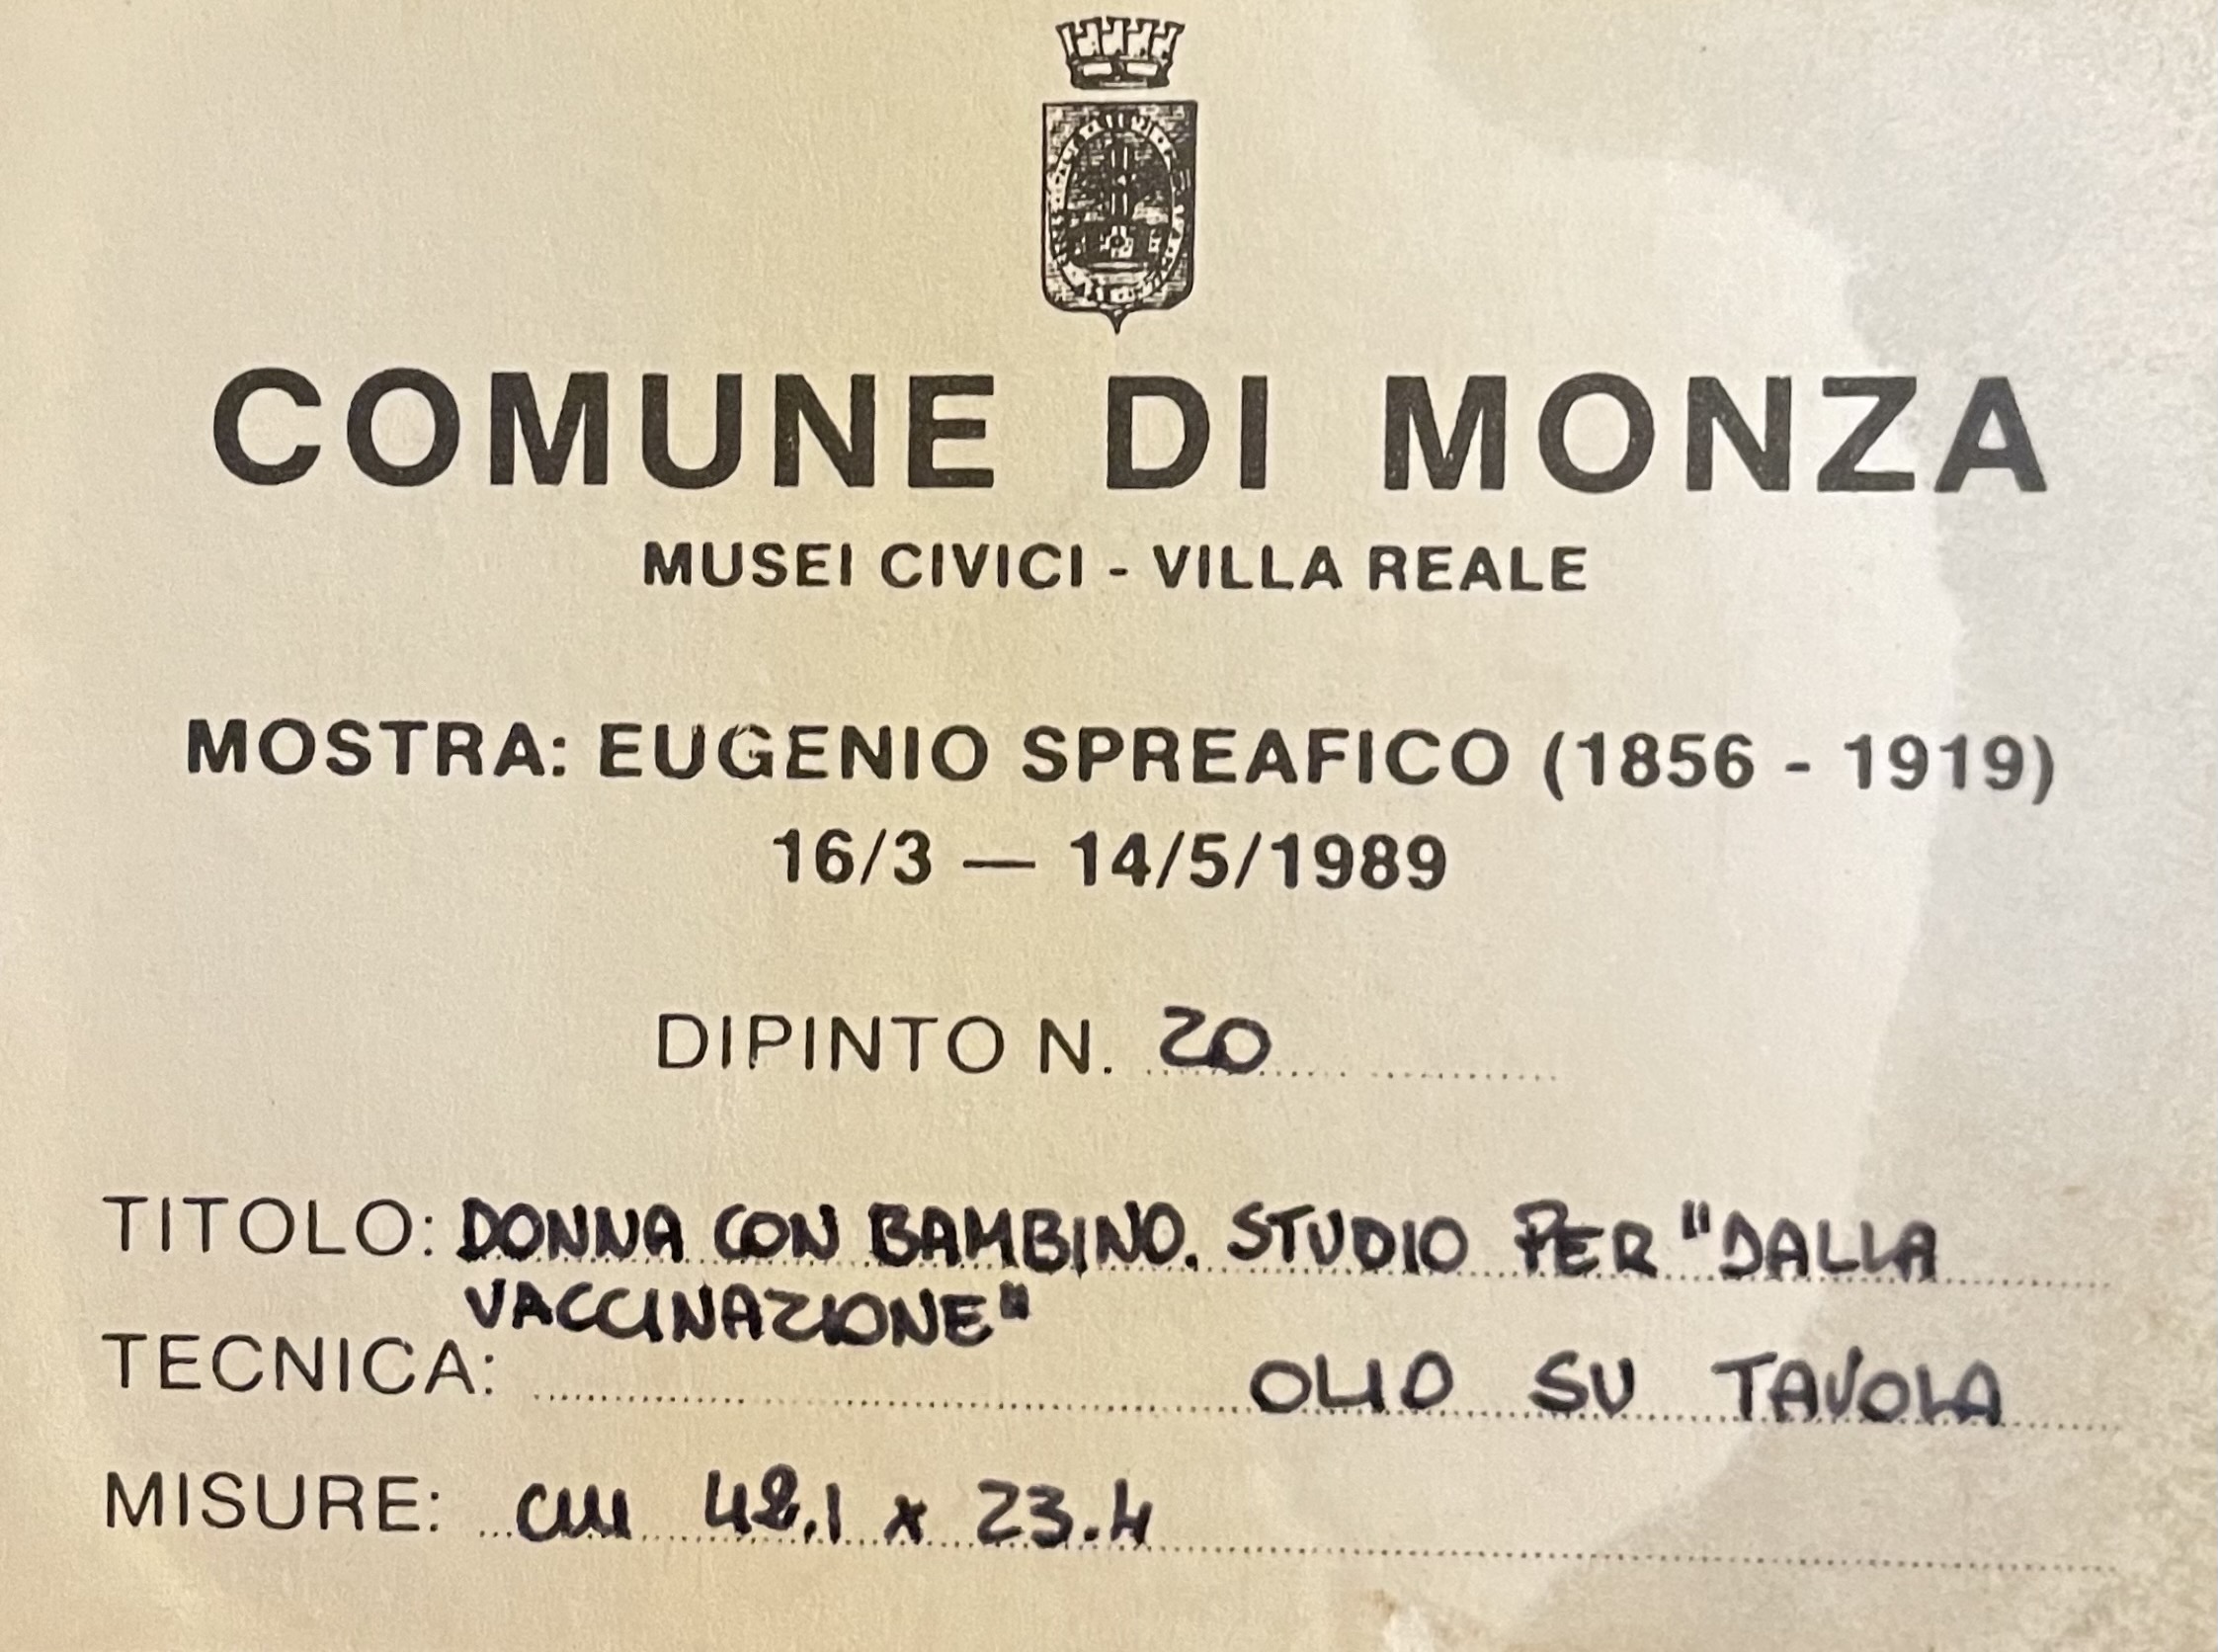 COMUNE DI MONZA
MUSEI CIVICI - VILLA REALE
MOSTRA: EUGENIO SPREAFICO (1856 - 1919)
16/3 — 14/5/1989
DIPINTO N. 20
TITOLO: DONNA CON BAMBINO. STUDIO PER "DALLA
VACCINAZIONE"
TECNICA: OLIO SU TAVOLA
MISURE: cm 42.1 x 23.4